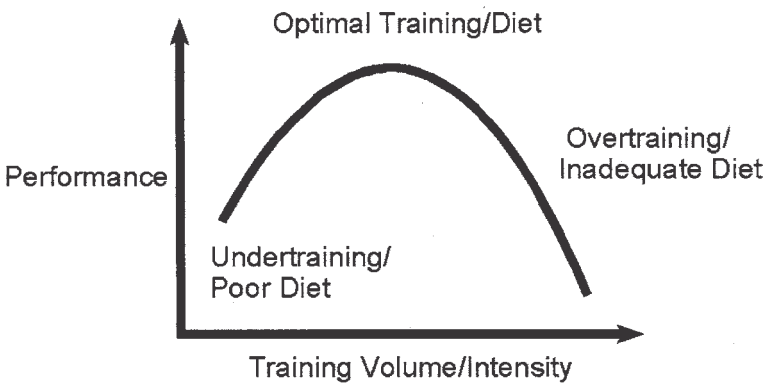 Optimal Training/Diet
Overtraining/
Inadequate Diet
Performance
Undertraining/
Poor Diet
Training Volume/Intensity